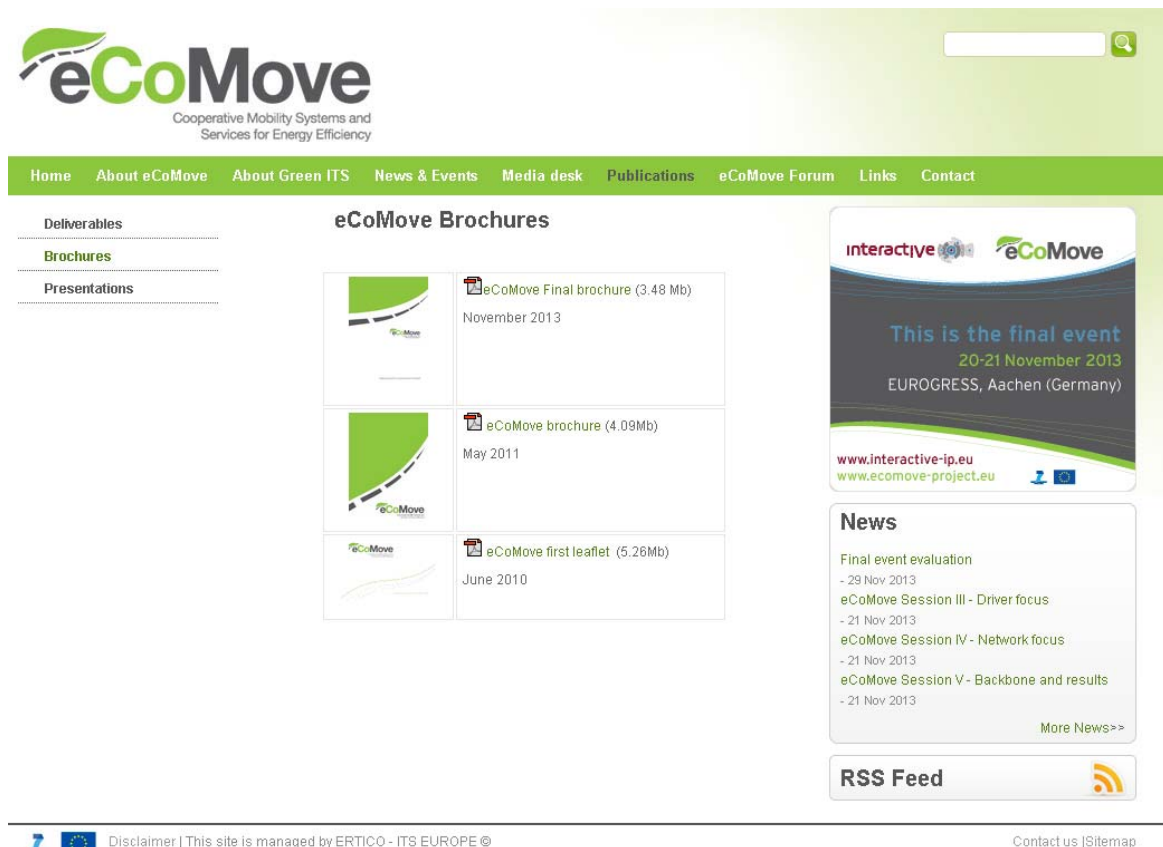 eCoMove
Cooperative Mobility Systems and
Services for Energy Efficiency
Home About eCoMove About Green ITS News & Events Media desk Publications eCoMove Forum Links Contact
Deliverables
Brochures
Presentations
eCoMove Brochures
eCoMove Final brochure (3.48 Mb)
November 2013
eCoMove
eCoMove brochure (4.09Mb)
May 2011
eCoMove
eCoMove first leaflet (5.26Mb)
June 2010
eCoMove
interactive eCoMove
This is the final event
20-21 November 2013
EUROGRESS, Aachen (Germany)
www.interactive-ip.eu
www.ecomove-project.eu
News
Final event evaluation
- 29 Nov 2013
eCoMove Session III - Driver focus
- 21 Nov 2013
eCoMove Session IV - Network focus
- 21 Nov 2013
eCoMove Session V - Backbone and results
- 21 Nov 2013
More News>>
RSS Feed
Disclaimer | This site is managed by ERTICO - ITS EUROPE ©
Contact us |Sitemap